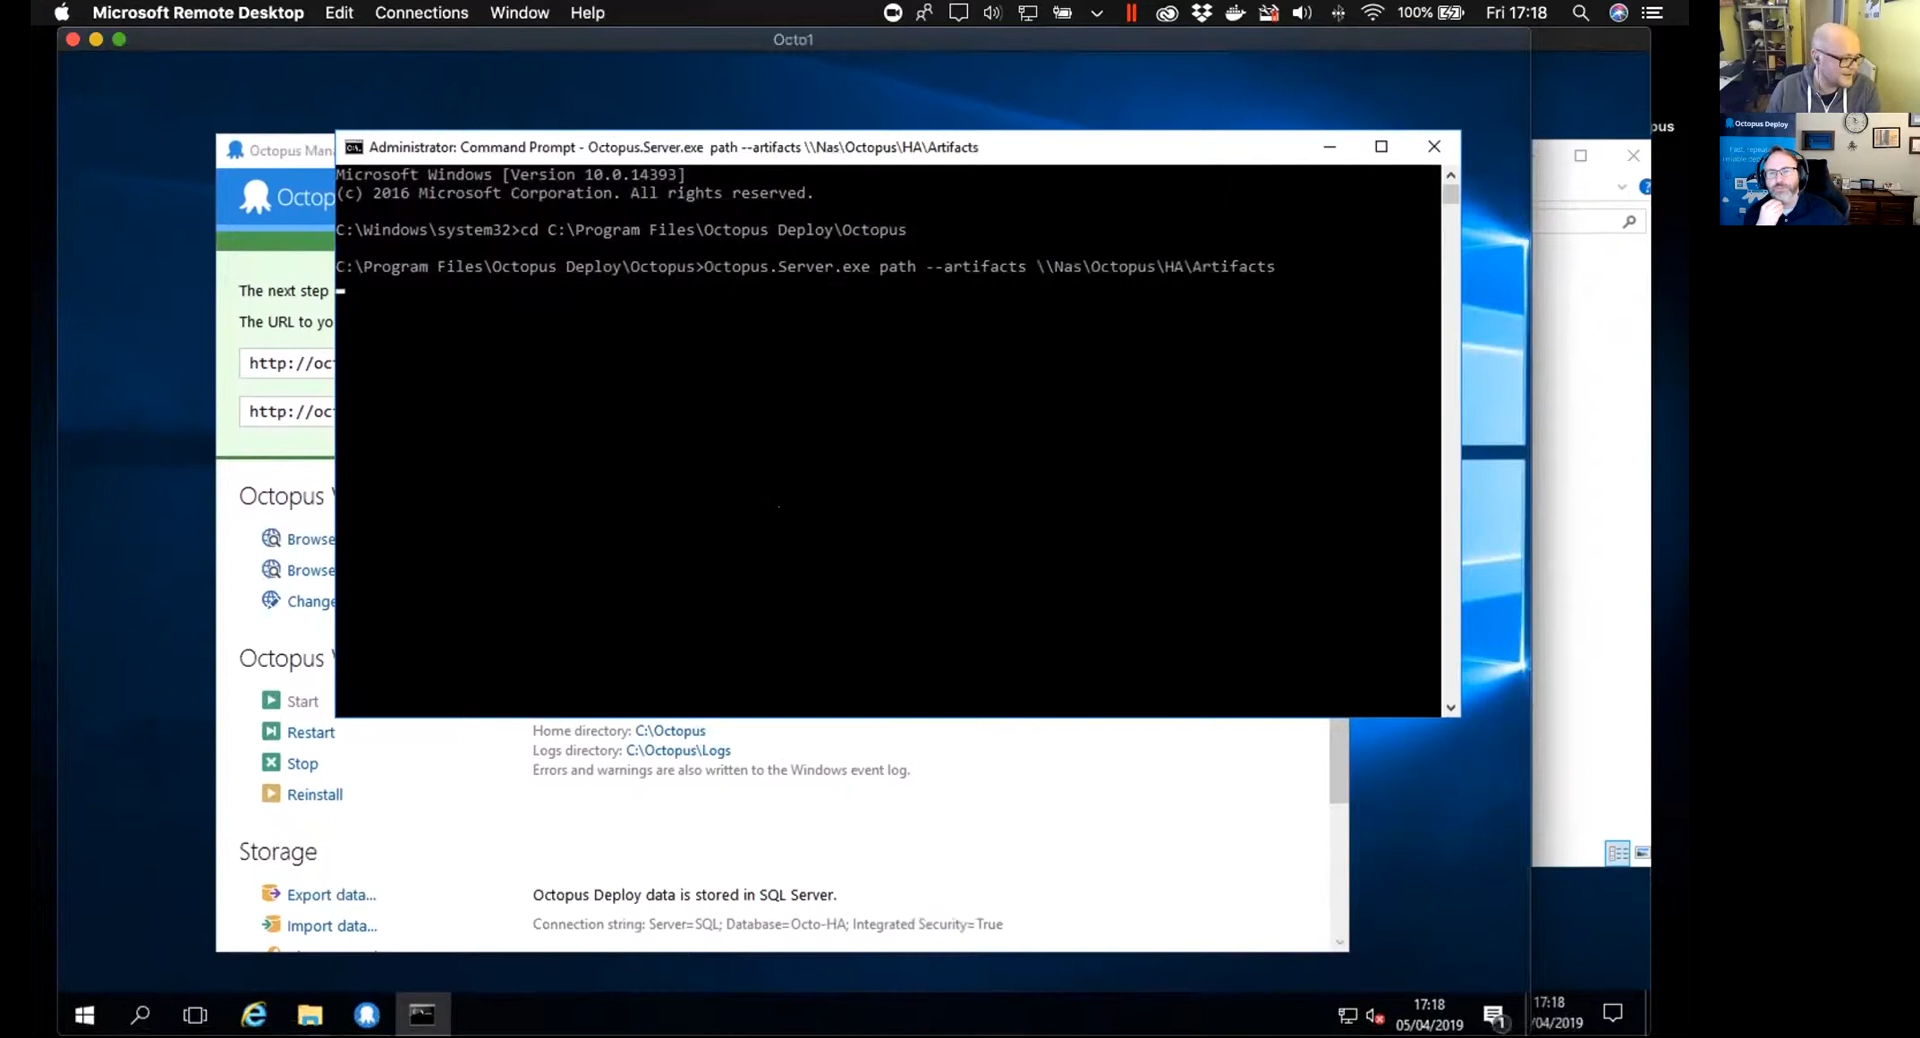 Microsoft Remote Desktop Edit Connections Window Help
100% Fri 17:18
Octo1
Octopus Deploy
Administrator: Command Prompt - Octopus.Server.exe path --artifacts \\Nas\Octopus\HA\Artifacts
Microsoft Windows [Version 10.0.14393]
(c) 2016 Microsoft Corporation. All rights reserved.
C:\Windows\system32>cd C:\Program Files\Octopus Deploy\Octopus
C:\Program Files\Octopus Deploy\Octopus>Octopus.Server.exe path --artifacts \\Nas\Octopus\HA\Artifacts
Octopus Man
Octop
pus
The next step
The URL to yo
http://oc
http://oc
Octopus
Browse
Browse
Change
Octopus
Start
Restart
Stop
Reinstall
Home directory: C:\Octopus
Logs directory: C:\Octopus\Logs
Errors and warnings are also written to the Windows event log.
Storage
Export data...
Import data...
Octopus Deploy data is stored in SQL Server.
Connection string: Server=SQL; Database=Octo-HA; Integrated Security=True
17:18
05/04/2019
1
17:18
/04/2019